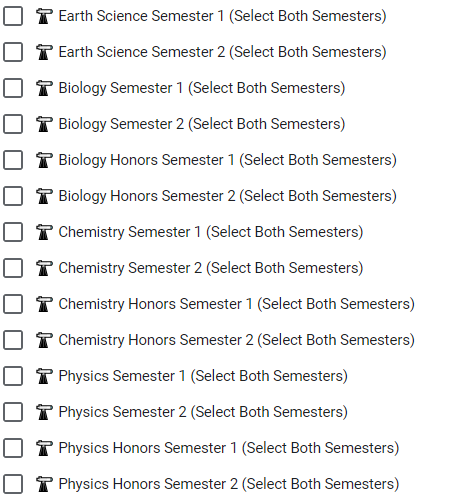 Earth Science Semester 1 (Select Both Semesters)
Earth Science Semester 2 (Select Both Semesters)
Biology Semester 1 (Select Both Semesters)
Biology Semester 2 (Select Both Semesters)
Biology Honors Semester 1 (Select Both Semesters)
Biology Honors Semester 2 (Select Both Semesters)
Chemistry Semester 1 (Select Both Semesters)
Chemistry Semester 2 (Select Both Semesters)
Chemistry Honors Semester 1 (Select Both Semesters)
Chemistry Honors Semester 2 (Select Both Semesters)
Physics Semester 1 (Select Both Semesters)
Physics Semester 2 (Select Both Semesters)
Physics Honors Semester 1 (Select Both Semesters)
Physics Honors Semester 2 (Select Both Semesters)